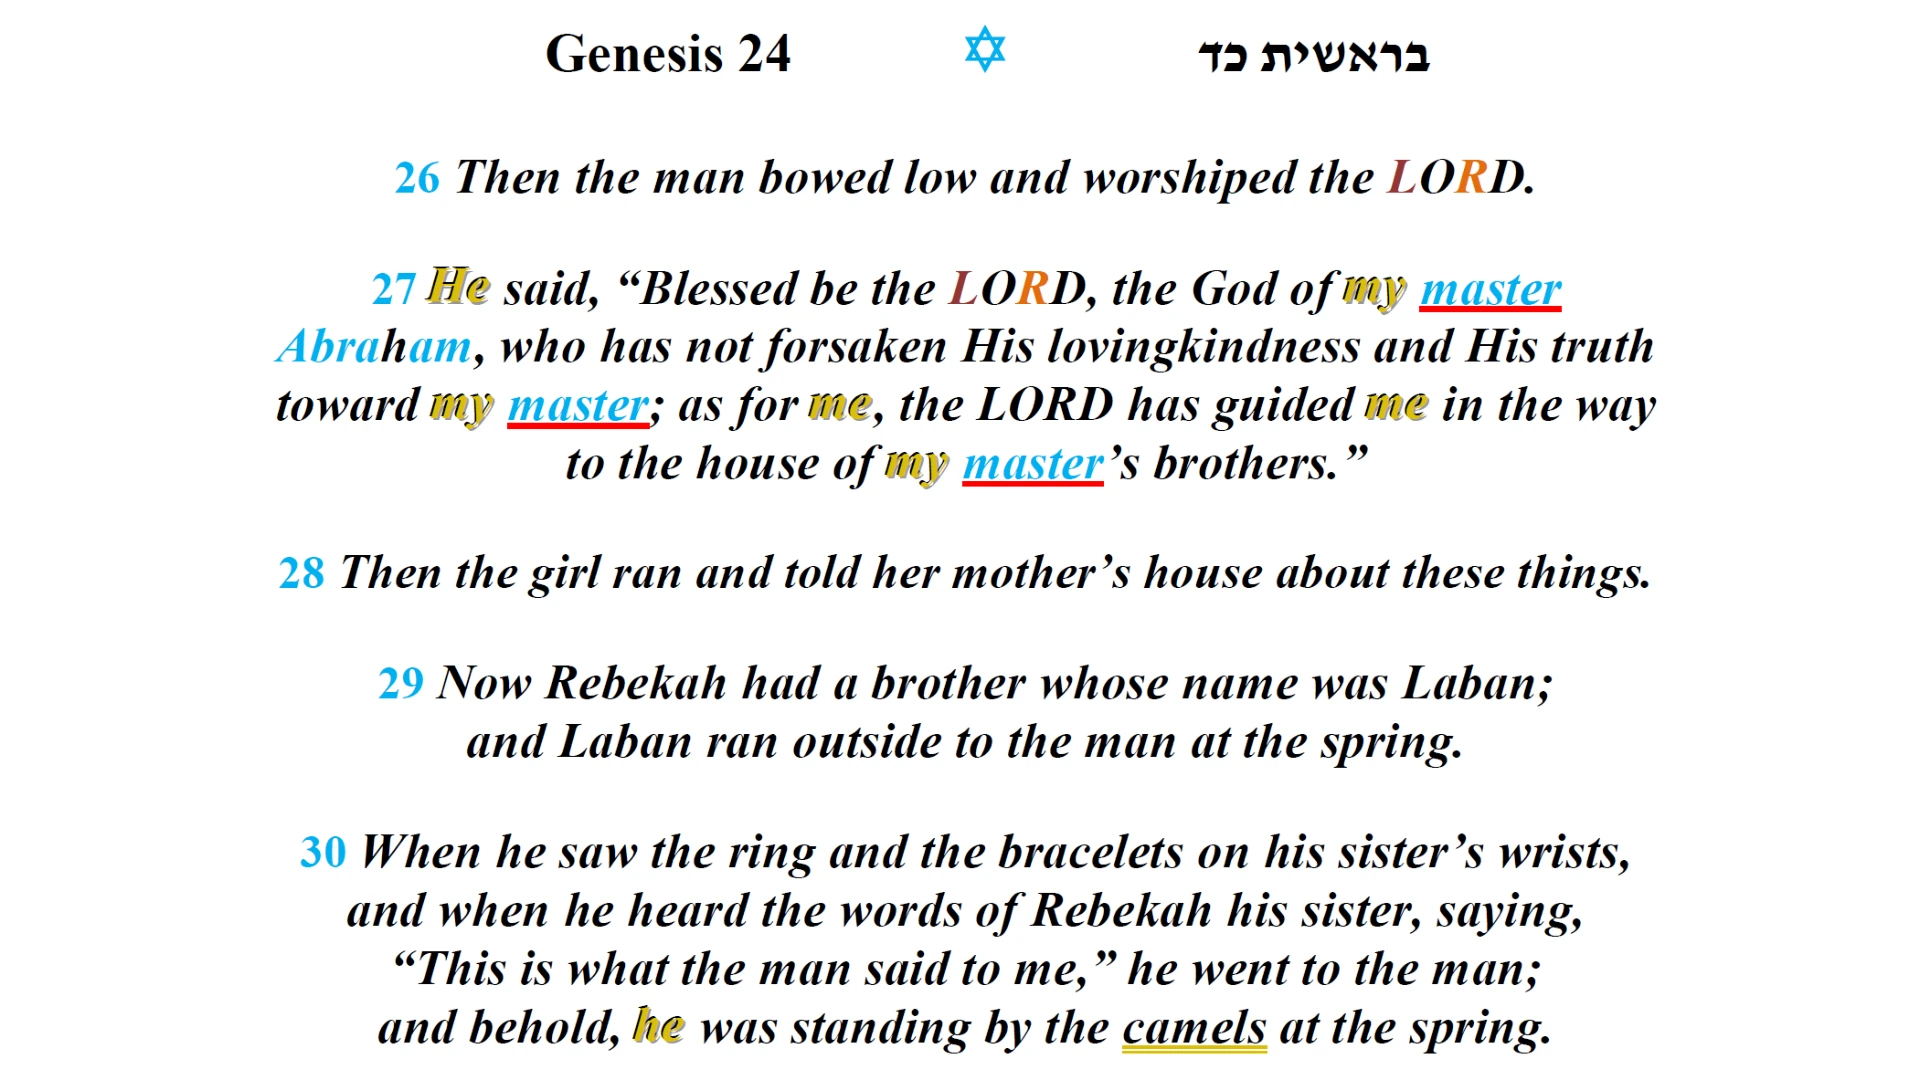 Genesis 24 ✡ בראשית כד
26 Then the man bowed low and worshiped the LORD.
27 He said, “Blessed be the LORD, the God of my master
Abraham, who has not forsaken His lovingkindness and His truth
toward my master; as for me, the LORD has guided me in the way
to the house of my master’s brothers.”
28 Then the girl ran and told her mother’s house about these things.
29 Now Rebekah had a brother whose name was Laban;
and Laban ran outside to the man at the spring.
30 When he saw the ring and the bracelets on his sister’s wrists,
and when he heard the words of Rebekah his sister, saying,
“This is what the man said to me,” he went to the man;
and behold, he was standing by the camels at the spring.